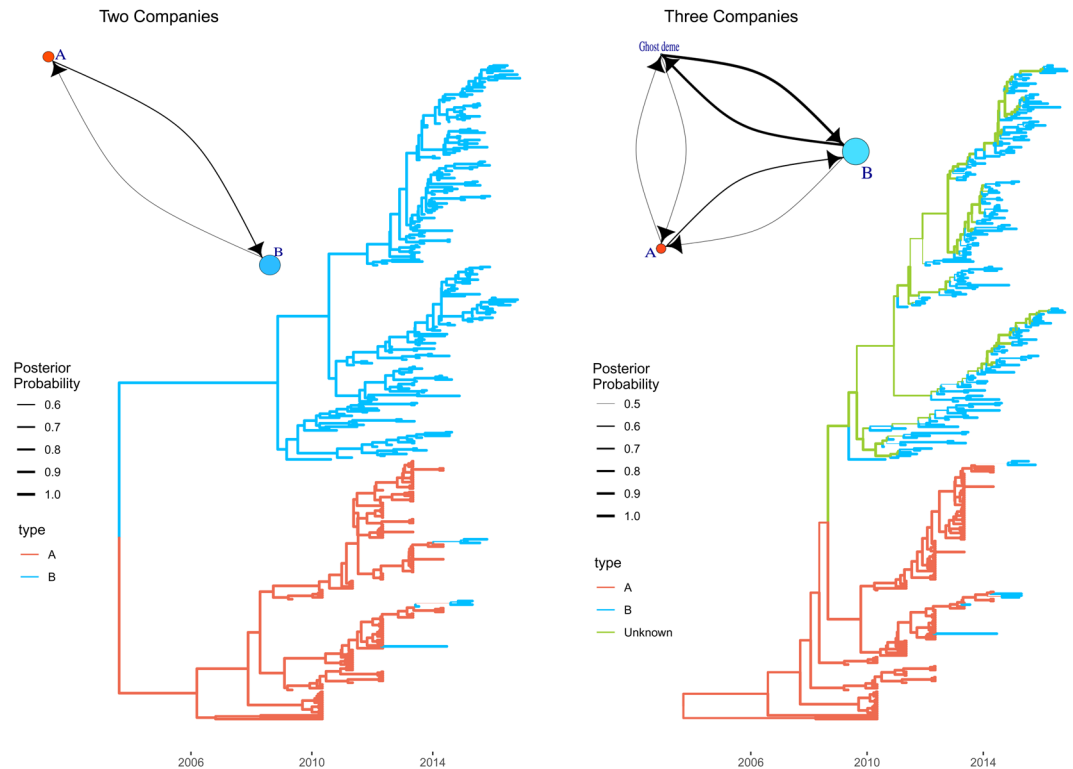 Two Companies
A
B
Posterior
Probability
0.6
0.7
0.8
0.9
1.0
type
A
B
2006
2010
2014
Three Companies
Ghost deme
B
A
Posterior
Probability
0.5
0.6
0.7
0.8
0.9
1.0
type
A
B
Unknown
2006
2010
2014